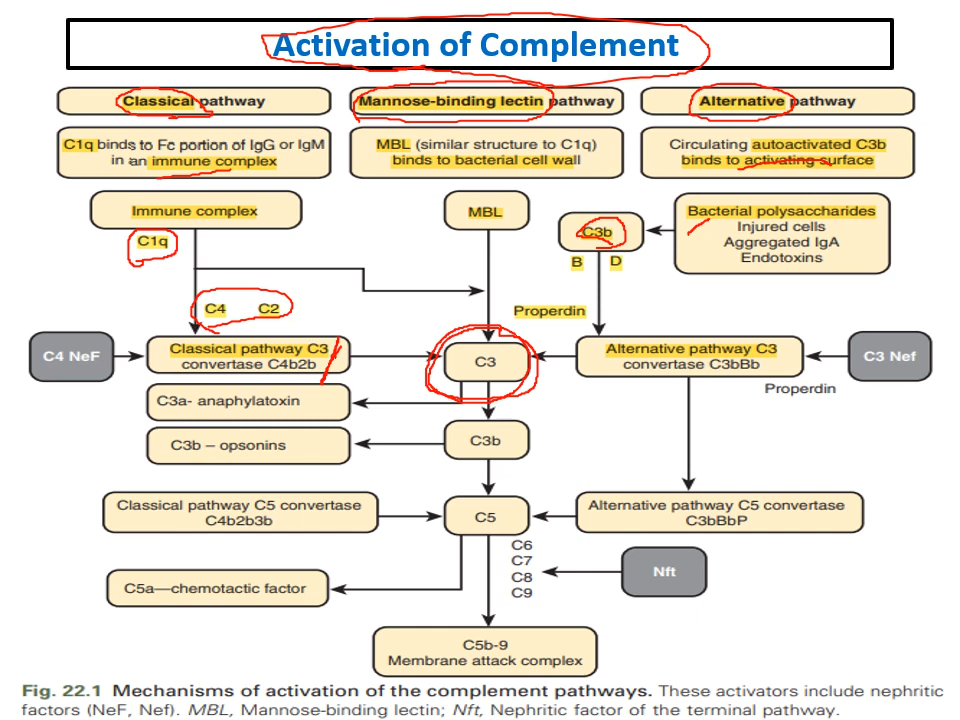 Activation of Complement
Classical pathway
Mannose-binding lectin pathway
Alternative pathway
C1q binds to Fc portion of IgG or IgM
in an immune complex
MBL (similar structure to C1q)
binds to bacterial cell wall
Circulating autoactivated C3b
binds to activating surface
Immune complex
MBL
C3b
Bacterial polysaccharides
Injured cells
Aggregated IgA
Endotoxins
C1q
B D
C4 C2
Properdin
C4 NeF
Classical pathway C3
convertase C4b2b
C3
Alternative pathway C3
convertase C3bBb
C3 Nef
Properdin
C3a- anaphylatoxin
C3b – opsonins
C3b
Classical pathway C5 convertase
C4b2b3b
C5
Alternative pathway C5 convertase
C3bBbP
C6
C7
C8
C9
Nft
C5a—chemotactic factor
C5b-9
Membrane attack complex
Fig. 22.1 Mechanisms of activation of the complement pathways. These activators include nephritic
factors (NeF, Nef). MBL, Mannose-binding lectin; Nft, Nephritic factor of the terminal pathway.